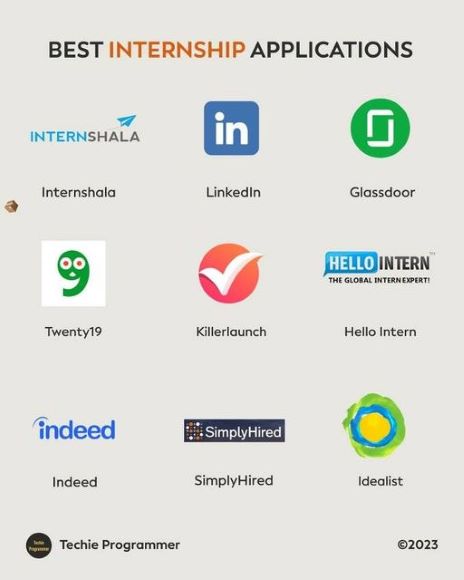 BEST INTERNSHIP APPLICATIONS
INTERNSHALA
in
Internshala
LinkedIn
Glassdoor
HELLO INTERN™
THE GLOBAL INTERN EXPERT!
Twenty19
Killerlaunch
Hello Intern
indeed
SimplyHired
Indeed
SimplyHired
Idealist
Techie
Programmer
Techie Programmer
©2023